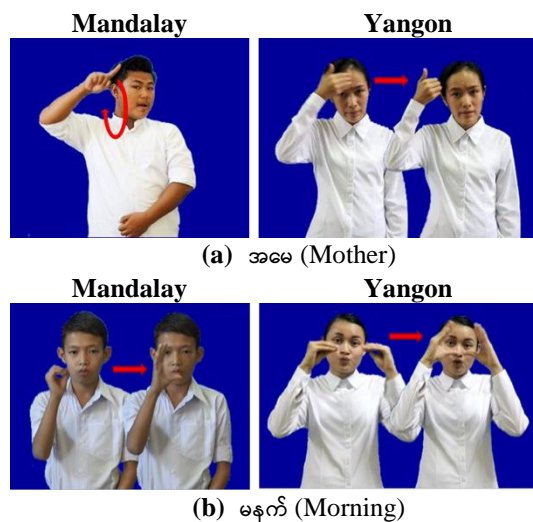 Mandalay Yangon
(a) အမေ (Mother)
Mandalay Yangon
(b) မနက် (Morning)